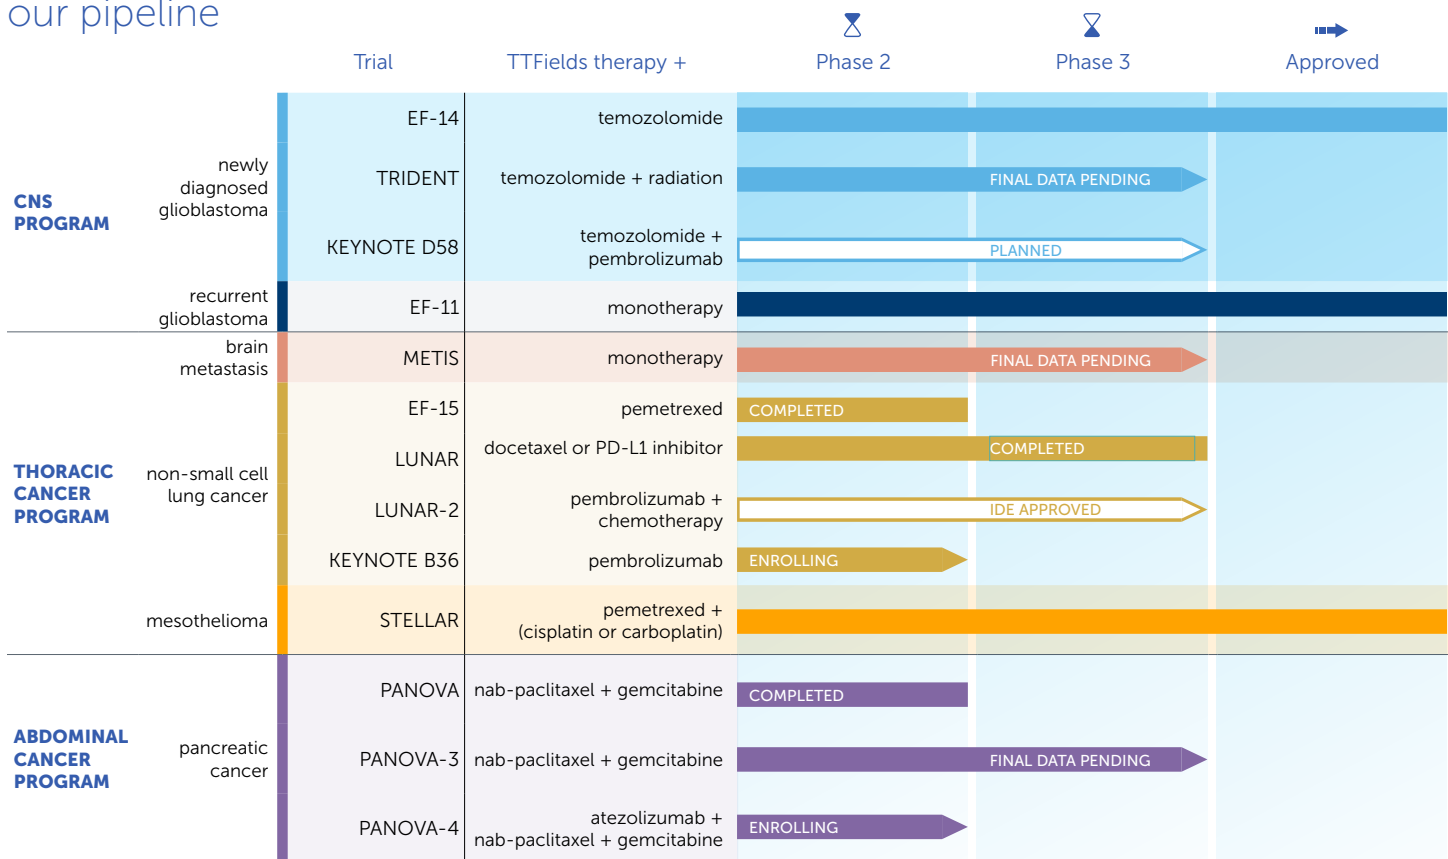 our pipeline
Trial
TTFields therapy +
Phase 2
Phase 3
Approved
CNS
PROGRAM
newly
diagnosed
glioblastoma
EF-14
temozolomide
TRIDENT
temozolomide + radiation
FINAL DATA PENDING
KEYNOTE D58
temozolomide +
pembrolizumab
PLANNED
recurrent
glioblastoma
EF-11
monotherapy
brain
metastasis
METIS
monotherapy
FINAL DATA PENDING
THORACIC
CANCER
PROGRAM
non-small cell
lung cancer
EF-15
pemetrexed
COMPLETED
LUNAR
docetaxel or PD-L1 inhibitor
COMPLETED
LUNAR-2
pembrolizumab +
chemotherapy
IDE APPROVED
KEYNOTE B36
pembrolizumab
ENROLLING
mesothelioma
STELLAR
pemetrexed +
(cisplatin or carboplatin)
ABDOMINAL
CANCER
PROGRAM
pancreatic
cancer
PANOVA
nab-paclitaxel + gemcitabine
COMPLETED
PANOVA-3
nab-paclitaxel + gemcitabine
FINAL DATA PENDING
PANOVA-4
atezolizumab +
nab-paclitaxel + gemcitabine
ENROLLING